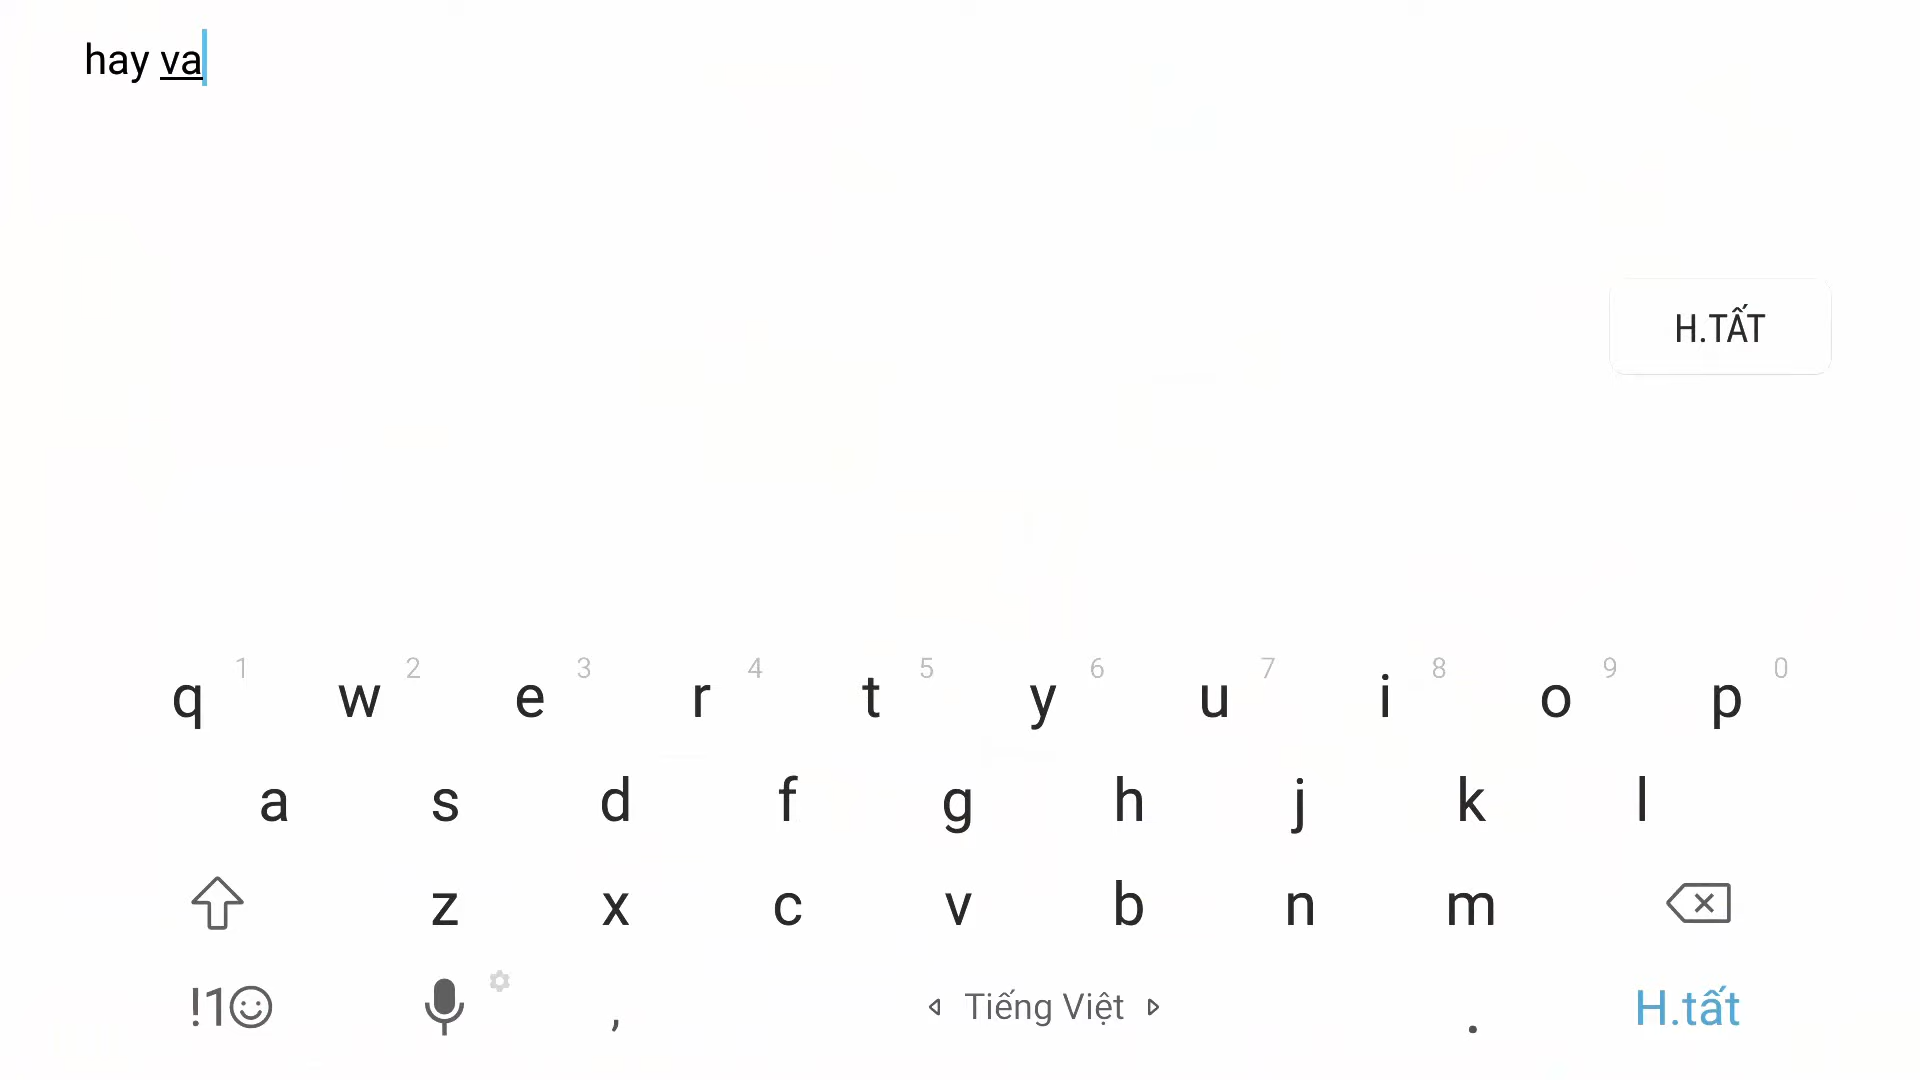 hay va
H.TẤT
1 2 3 4 5 6 7 8 9 0
q w e r t y u i o p
a s d f g h j k l
z x c v b n m
!1☺ , Tiếng Việt . H.tất